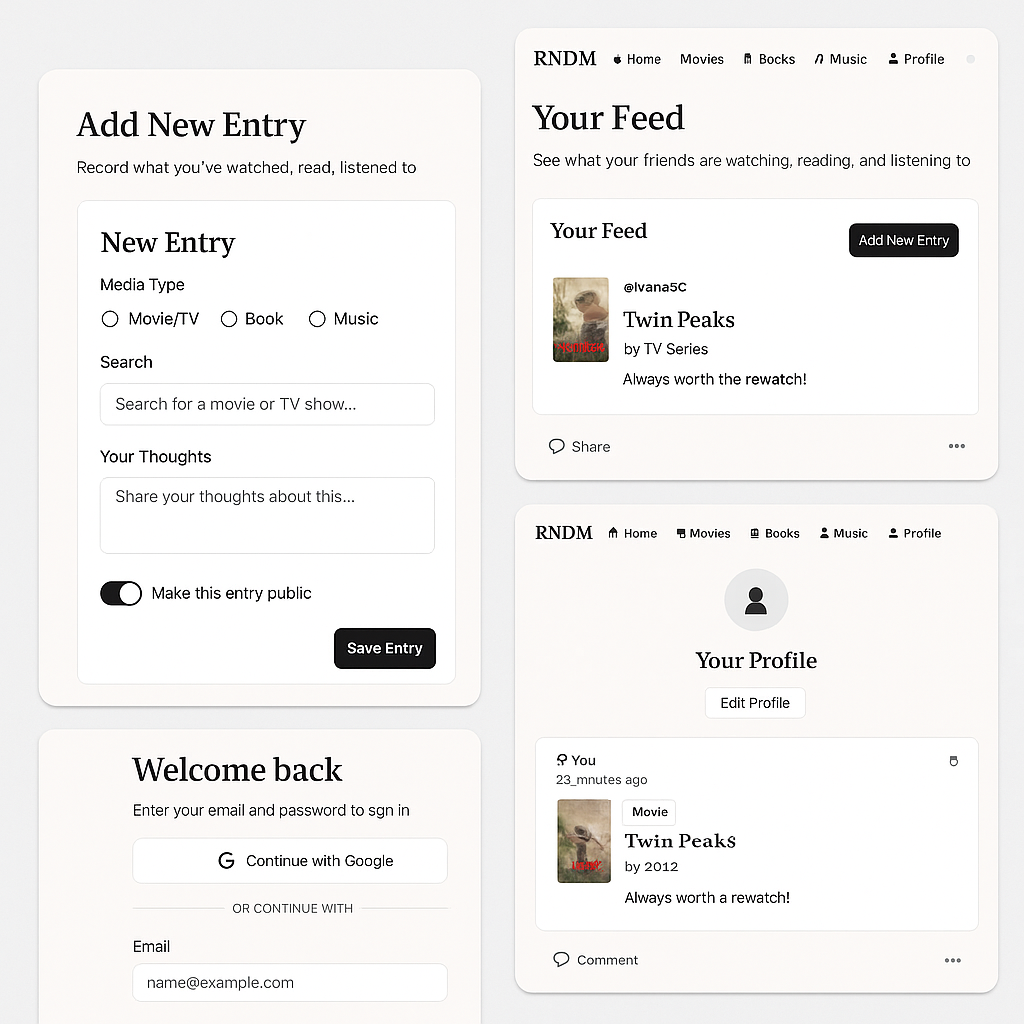 Add New Entry
Record what you've watched, read, listened to
New Entry
Media Type
Movie/TV Book Music
Search
Search for a movie or TV show...
Your Thoughts
Share your thoughts about this...
Make this entry public
Save Entry
Welcome back
Enter your email and password to sgn in
Continue with Google
OR CONTINUE WITH
Email
name@example.com
RNDM Home Movies Bocks Music Profile
Your Feed
See what your friends are watching, reading, and listening to
Your Feed
Add New Entry
@Ivana5C
Twin Peaks
by TV Series
Always worth the rewatch!
Share
RNDM Home Movies Books Music Profile
Your Profile
Edit Profile
You
23_mnutes ago
Movie
Twin Peaks
by 2012
Always worth a rewatch!
Comment